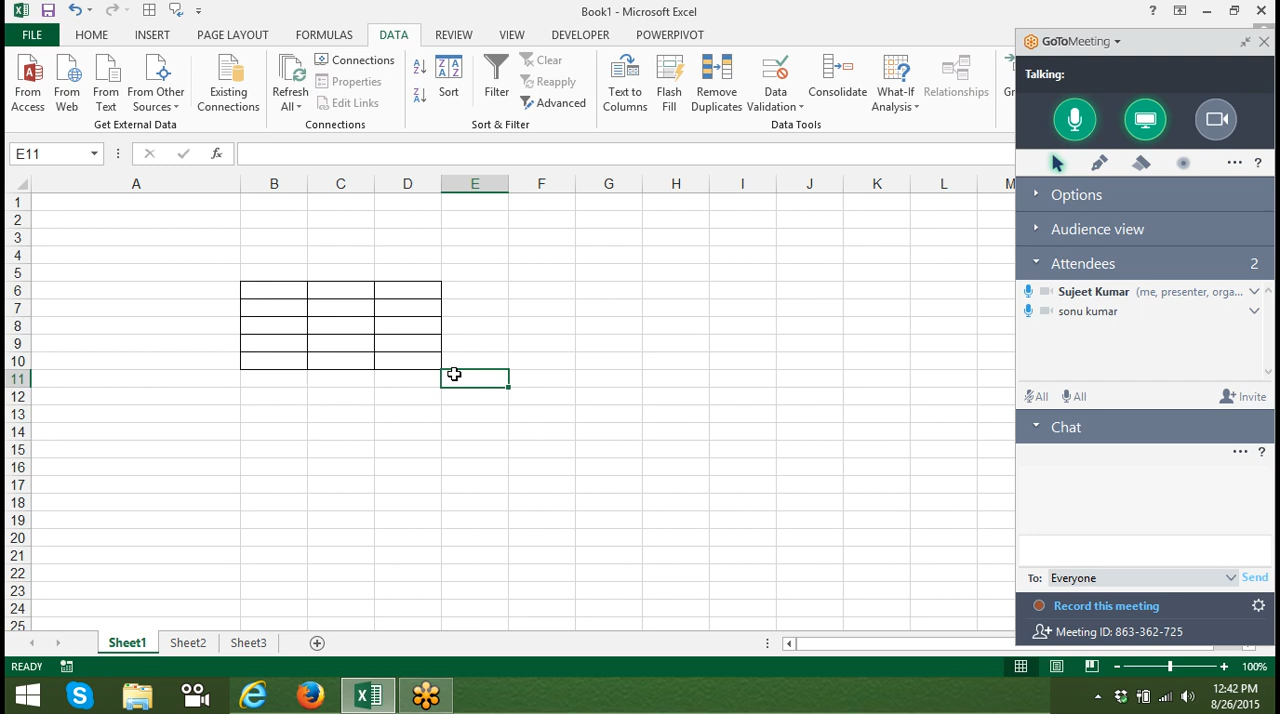 Book1 - Microsoft Excel
FILE HOME INSERT PAGE LAYOUT FORMULAS DATA REVIEW VIEW DEVELOPER POWERPIVOT
From Access
From Web
From Text
From Other Sources
Existing Connections
Get External Data
Refresh All
Connections
Properties
Edit Links
Connections
Sort
Filter
Clear
Reapply
Advanced
Sort & Filter
Text to Columns
Flash Fill
Remove Duplicates
Data Validation
Consolidate
What-If Analysis
Relationships
Data Tools
E11
fx
A B C D E F G H I J K L M
1
2
3
4
5
6
7
8
9
10
11
12
13
14
15
16
17
18
19
20
21
22
23
24
25
Sheet1 Sheet2 Sheet3
READY
100%
GoToMeeting
Talking:
... ?
Options
Audience view
Attendees 2
Sujeet Kumar (me, presenter, orga...
sonu kumar
All All Invite
Chat
... ?
To: Everyone Send
Record this meeting
Meeting ID: 863-362-725
12:42 PM
8/26/2015